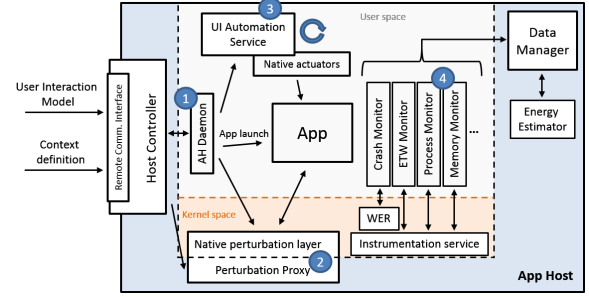 3
User space
UI Automation
Service
Data
Manager
Native actuators
User Interaction
Model
Remote Comm. Interface
Host Controller
1
AH Daemon
App launch
App
4
Crash Monitor
ETW Monitor
Process Monitor
Memory Monitor
...
Energy
Estimator
Context
definition
Kernel space
WER
Native perturbation layer
Instrumentation service
2
Perturbation Proxy
App Host